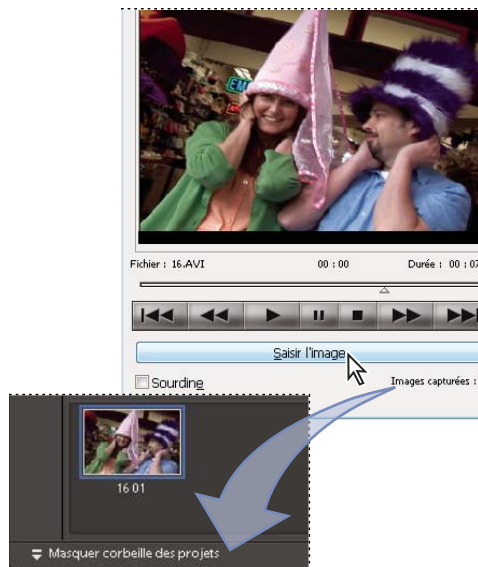 EM
Fichier : 16.AVI 00 : 00 Durée : 00 : 07
Saisir l'image
Sourdine
Images capturées :
16 01
Masquer corbeille des projets